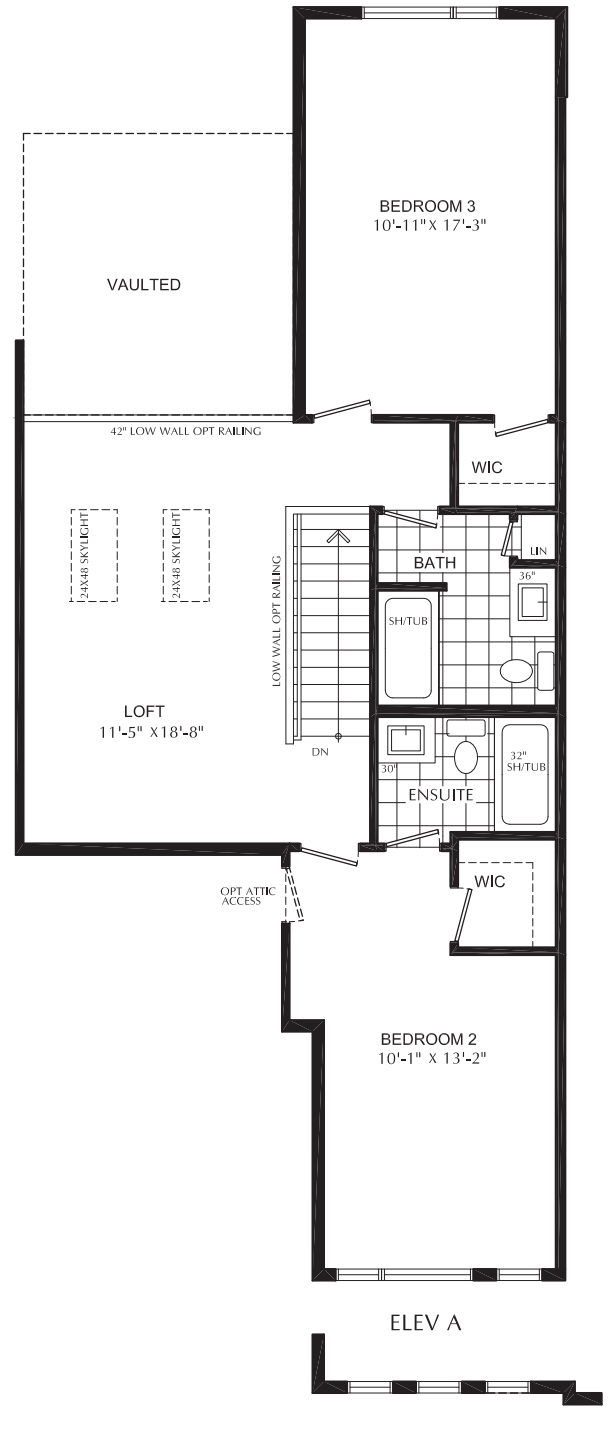 BEDROOM 3
10'-11" X 17'-3"
VAULTED
42" LOW WALL OPT RAILING
WIC
24X48 SKYLIGHT
24X48 SKYLIGHT
LOW WALL OPT RAILING
BATH
LIN
36"
SH/TUB
LOFT
11'-5" X18'-8"
DN
30"
32"
SH/TUB
ENSUITE
OPT ATTIC
ACCESS
WIC
BEDROOM 2
10'-1" X 13'-2"
ELEV A